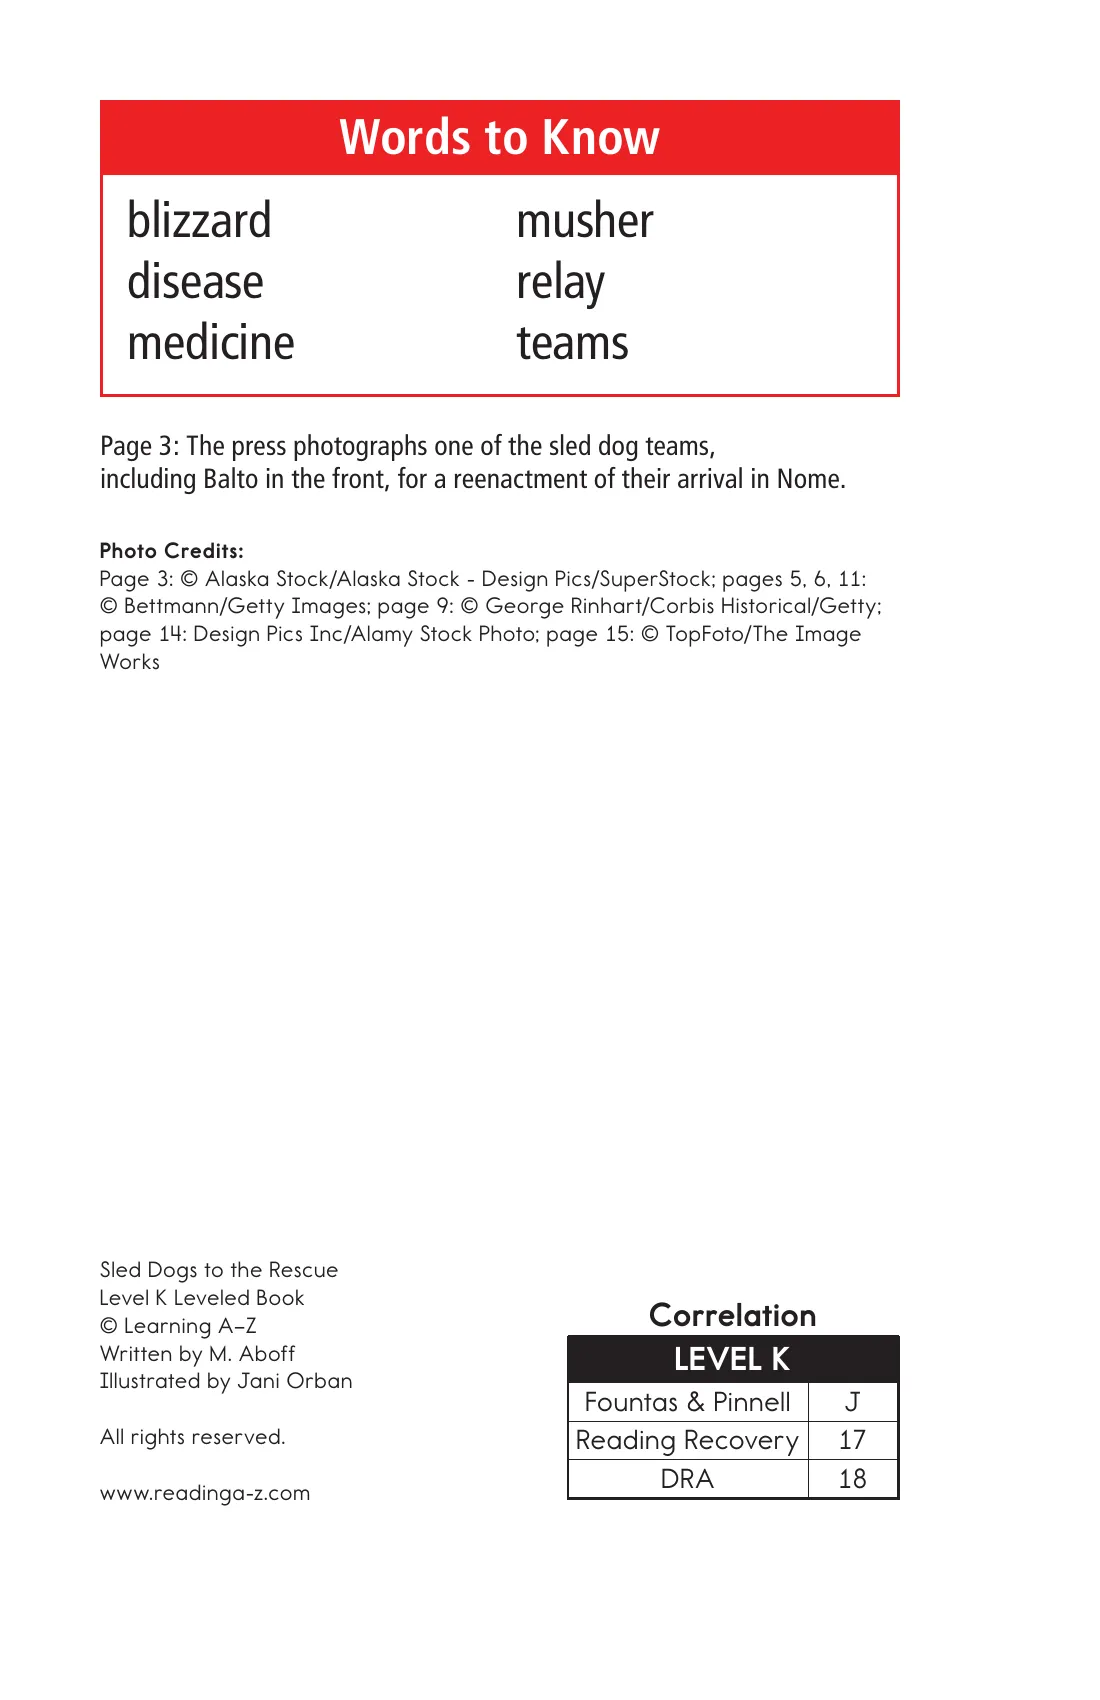 Words to Know
blizzard
disease
medicine
musher
relay
teams
Page 3: The press photographs one of the sled dog teams,
including Balto in the front, for a reenactment of their arrival in Nome.
Photo Credits:
Page 3: © Alaska Stock/Alaska Stock - Design Pics/SuperStock; pages 5, 6, 11:
© Bettmann/Getty Images; page 9: © George Rinhart/Corbis Historical/Getty;
page 14: Design Pics Inc/Alamy Stock Photo; page 15: © TopFoto/The Image
Works
Sled Dogs to the Rescue
Level K Leveled Book
© Learning A–Z
Written by M. Aboff
Illustrated by Jani Orban
All rights reserved.
www.readinga-z.com
Correlation
LEVEL K
Fountas & Pinnell J
Reading Recovery 17
DRA 18